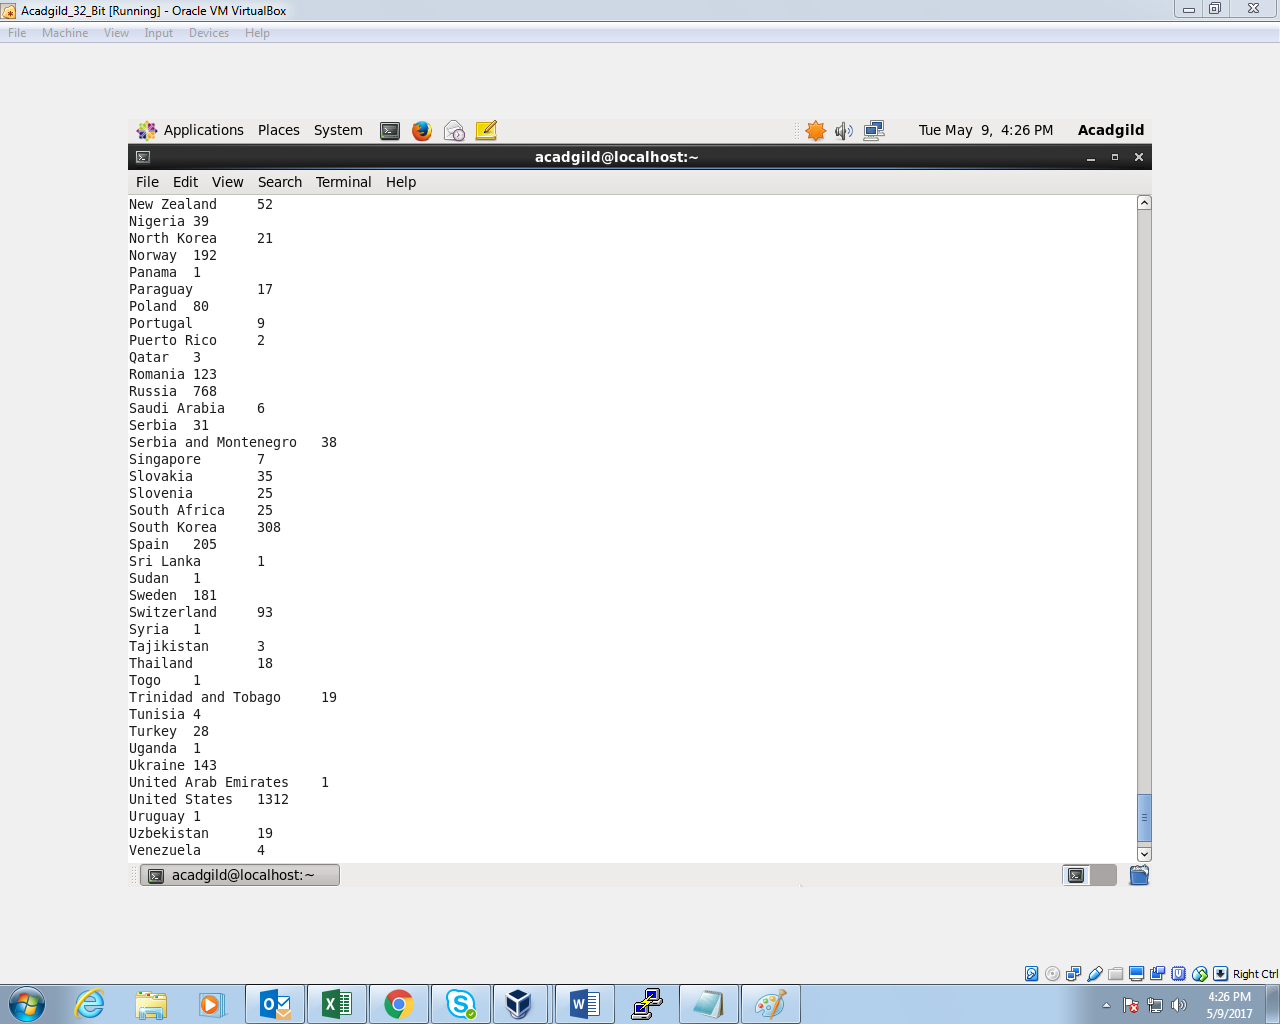 Acadgild_32_Bit [Running] - Oracle VM VirtualBox
File Machine View Input Devices Help
Applications Places System Tue May 9, 4:26 PM Acadgild
acadgild@localhost:~
File Edit View Search Terminal Help
New Zealand 52
Nigeria 39
North Korea 21
Norway 192
Panama 1
Paraguay 17
Poland 80
Portugal 9
Puerto Rico 2
Qatar 3
Romania 123
Russia 768
Saudi Arabia 6
Serbia 31
Serbia and Montenegro 38
Singapore 7
Slovakia 35
Slovenia 25
South Africa 25
South Korea 308
Spain 205
Sri Lanka 1
Sudan 1
Sweden 181
Switzerland 93
Syria 1
Tajikistan 3
Thailand 18
Togo 1
Trinidad and Tobago 19
Tunisia 4
Turkey 28
Uganda 1
Ukraine 143
United Arab Emirates 1
United States 1312
Uruguay 1
Uzbekistan 19
Venezuela 4
acadgild@localhost:~
Right Ctrl
4:26 PM
5/9/2017